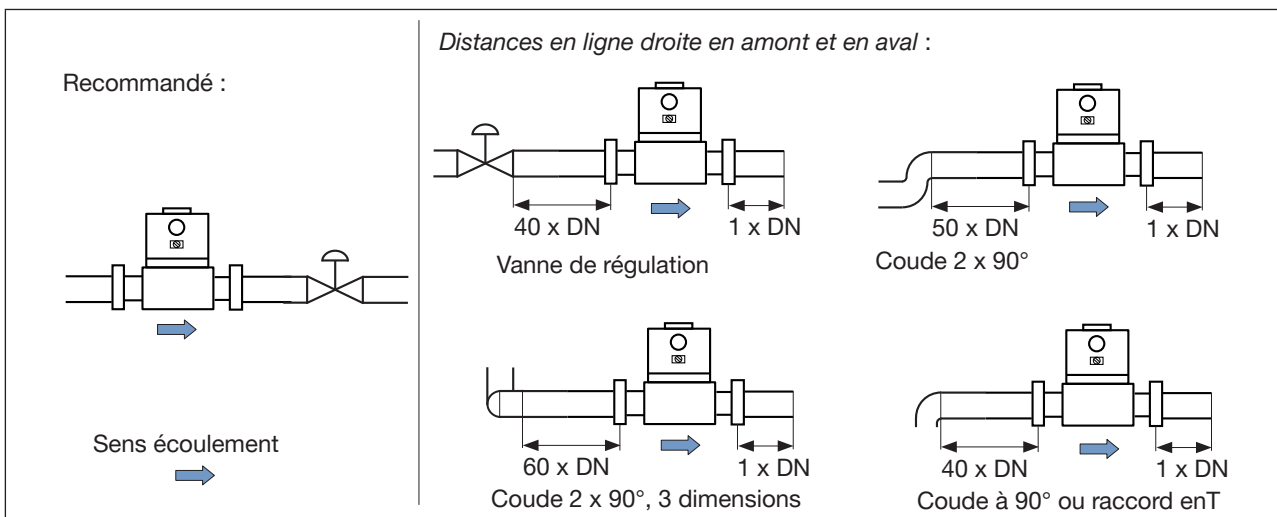 Recommandé :
Sens écoulement
Distances en ligne droite en amont et en aval :
40 x DN 1 x DN
Vanne de régulation
50 x DN 1 x DN
Coude 2 x 90°
60 x DN 1 x DN
Coude 2 x 90°, 3 dimensions
40 x DN 1 x DN
Coude à 90° ou raccord enT